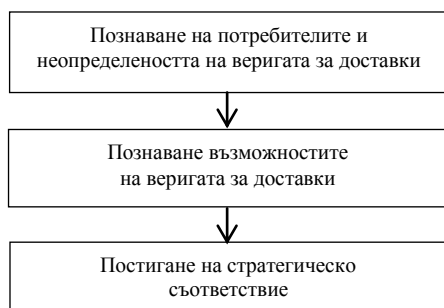 Познаване на потребителите и
неопределеността на веригата за доставки
Познаване възможностите
на веригата за доставки
Постигане на стратегическо
съответствие